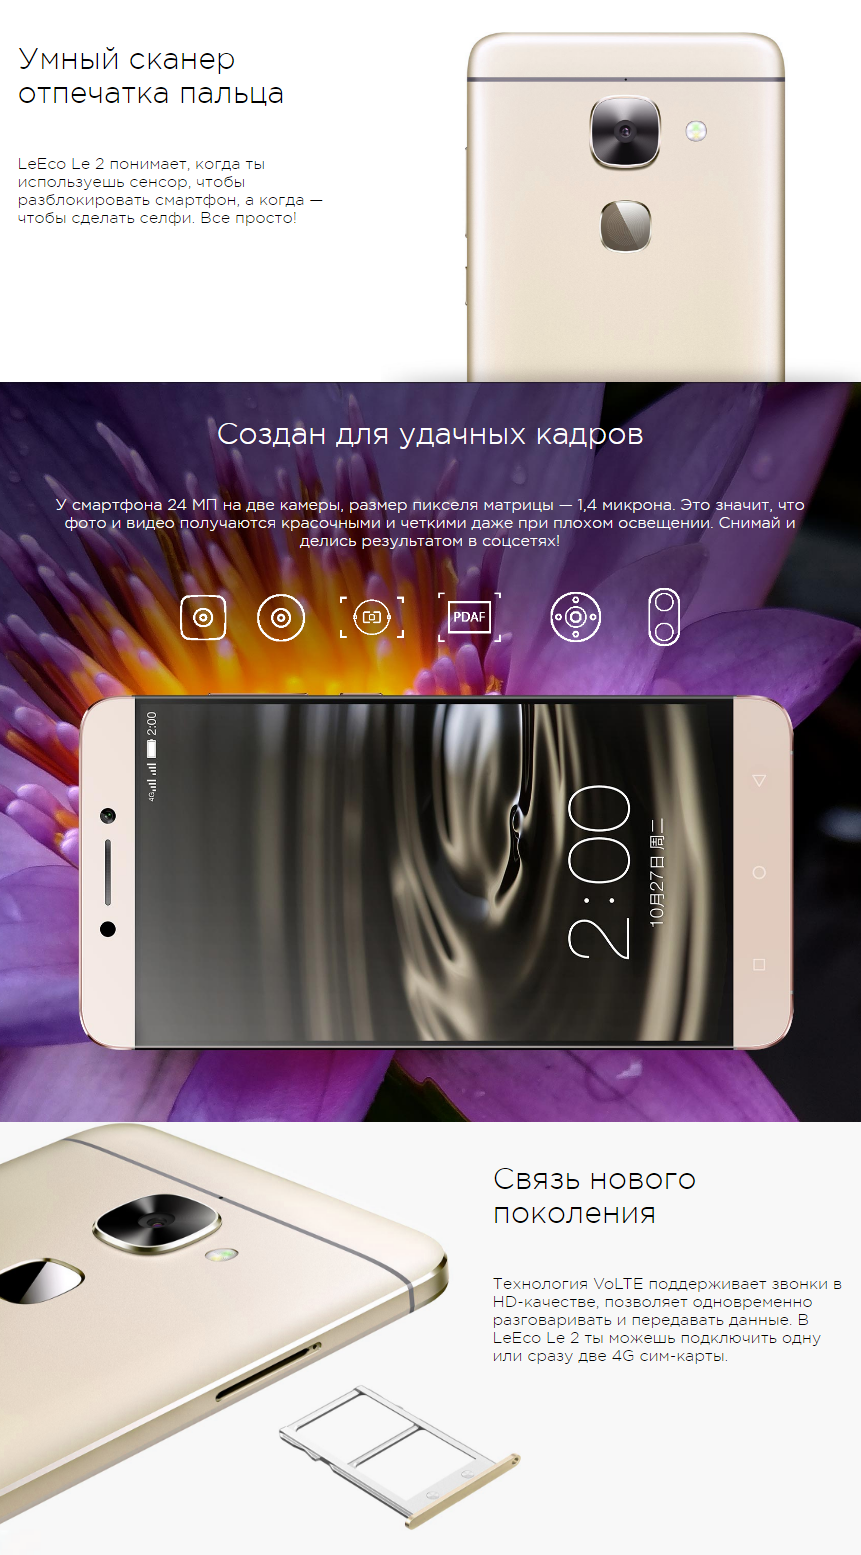 Умный сканер
отпечатка пальца
LeEco Le 2 понимает, когда ты
используешь сенсор, чтобы
разблокировать смартфон, а когда —
чтобы сделать селфи. Все просто!
Создан для удачных кадров
У смартфона 24 МП на две камеры, размер пикселя матрицы — 1,4 микрона. Это значит, что
фото и видео получаются красочными и четкими даже при плохом освещении. Снимай и
делись результатом в соцсетях!
PDAF
4G 2:00
2:00
10月27日 周二
Связь нового
поколения
Технология VoLTE поддерживает звонки в
HD-качестве, позволяет одновременно
разговаривать и передавать данные. В
LeEco Le 2 ты можешь подключить одну
или сразу две 4G сим-карты.